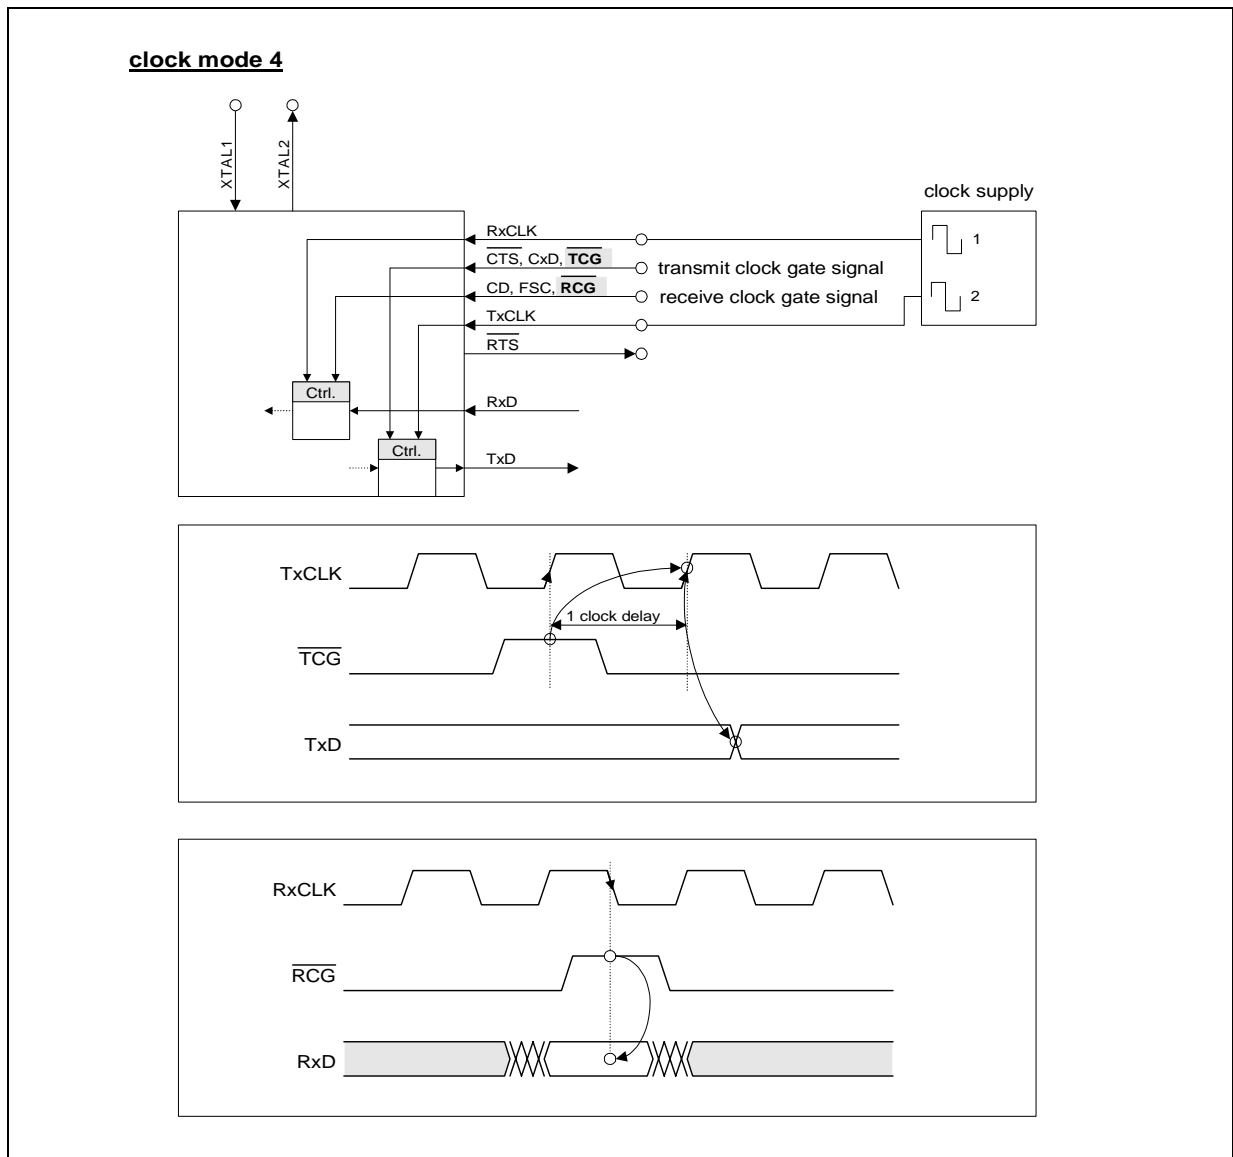 clock mode 4
XTAL1
XTAL2
clock supply
RxCLK
1
CTS, CxD, TCG
transmit clock gate signal
CD, FSC, RCG
receive clock gate signal
2
TxCLK
RTS
Ctrl.
RxD
Ctrl.
TxD
TxCLK
1 clock delay
TCG
TxD
RxCLK
RCG
RxD